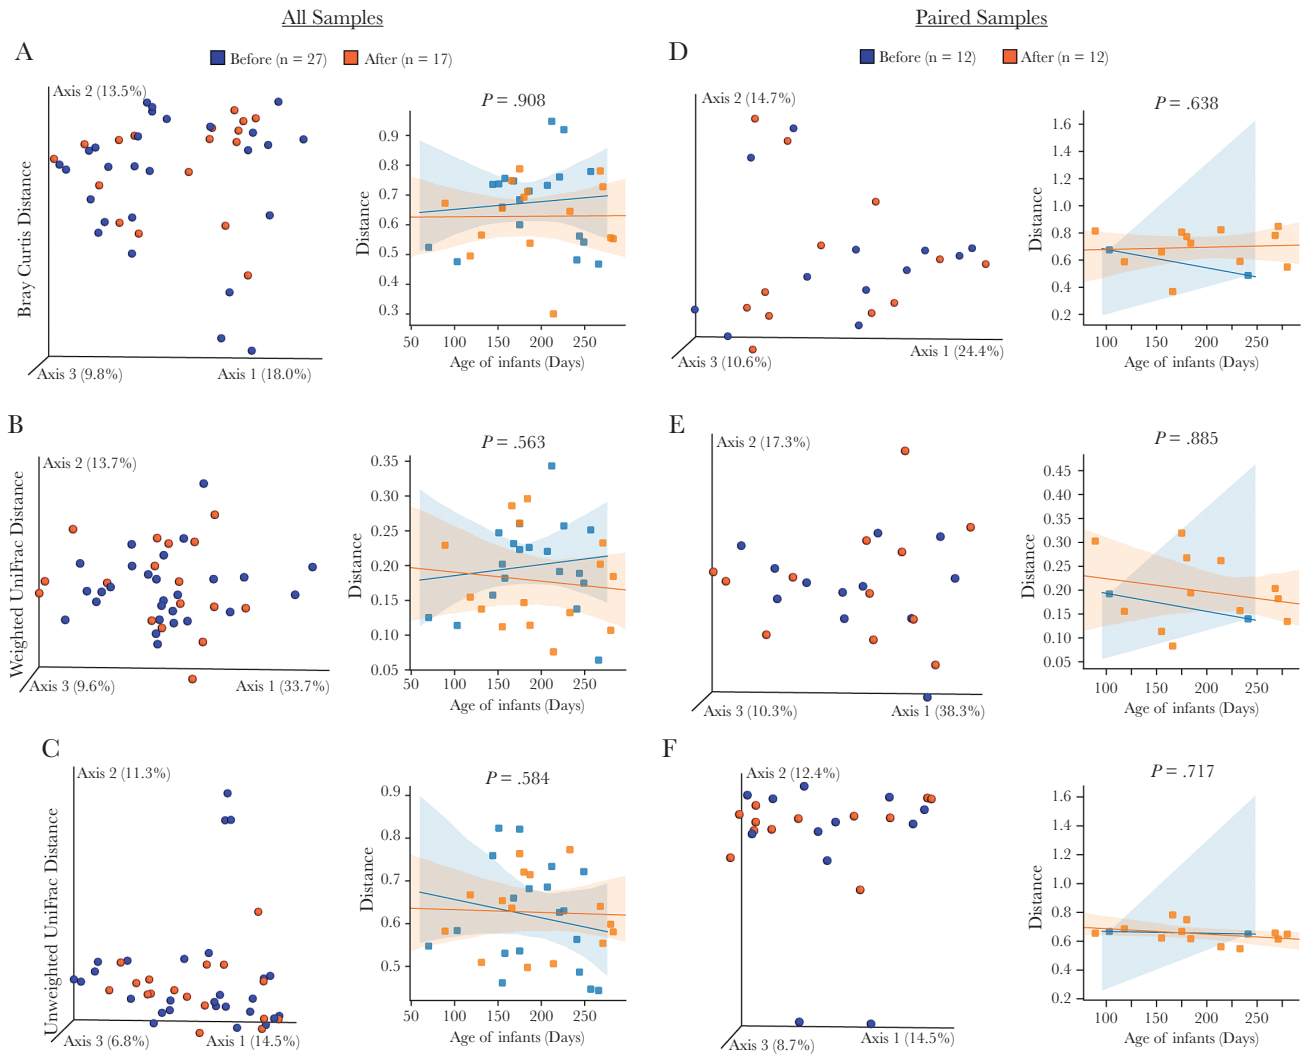 All Samples
Paired Samples
A
Before (n = 27)
After (n = 17)
Bray Curtis Distance
Axis 2 (13.5%)
Axis 3 (9.8%)
Axis 1 (18.0%)
P = .908
Distance
0.9
0.8
0.7
0.6
0.5
0.4
0.3
50
100
150
200
250
Age of infants (Days)
D
Before (n = 12)
After (n = 12)
Axis 2 (14.7%)
Axis 3 (10.6%)
Axis 1 (24.4%)
P = .638
Distance
1.6
1.4
1.2
1.0
0.8
0.6
0.4
0.2
100
150
200
250
Age of infants (Days)
B
Weighted UniFrac Distance
Axis 2 (13.7%)
Axis 3 (9.6%)
Axis 1 (33.7%)
P = .563
Distance
0.35
0.30
0.25
0.20
0.15
0.10
0.05
50
100
150
200
250
Age of infants (Days)
E
Axis 2 (17.3%)
Axis 3 (10.3%)
Axis 1 (38.3%)
P = .885
Distance
0.45
0.40
0.35
0.30
0.25
0.20
0.15
0.10
0.05
100
150
200
250
Age of infants (Days)
C
Unweighted UniFrac Distance
Axis 2 (11.3%)
Axis 3 (6.8%)
Axis 1 (14.5%)
P = .584
Distance
0.9
0.8
0.7
0.6
0.5
50
100
150
200
250
Age of infants (Days)
F
Axis 2 (12.4%)
Axis 3 (8.7%)
Axis 1 (14.5%)
P = .717
Distance
1.6
1.4
1.2
1.0
0.8
0.6
0.4
0.2
100
150
200
250
Age of infants (Days)